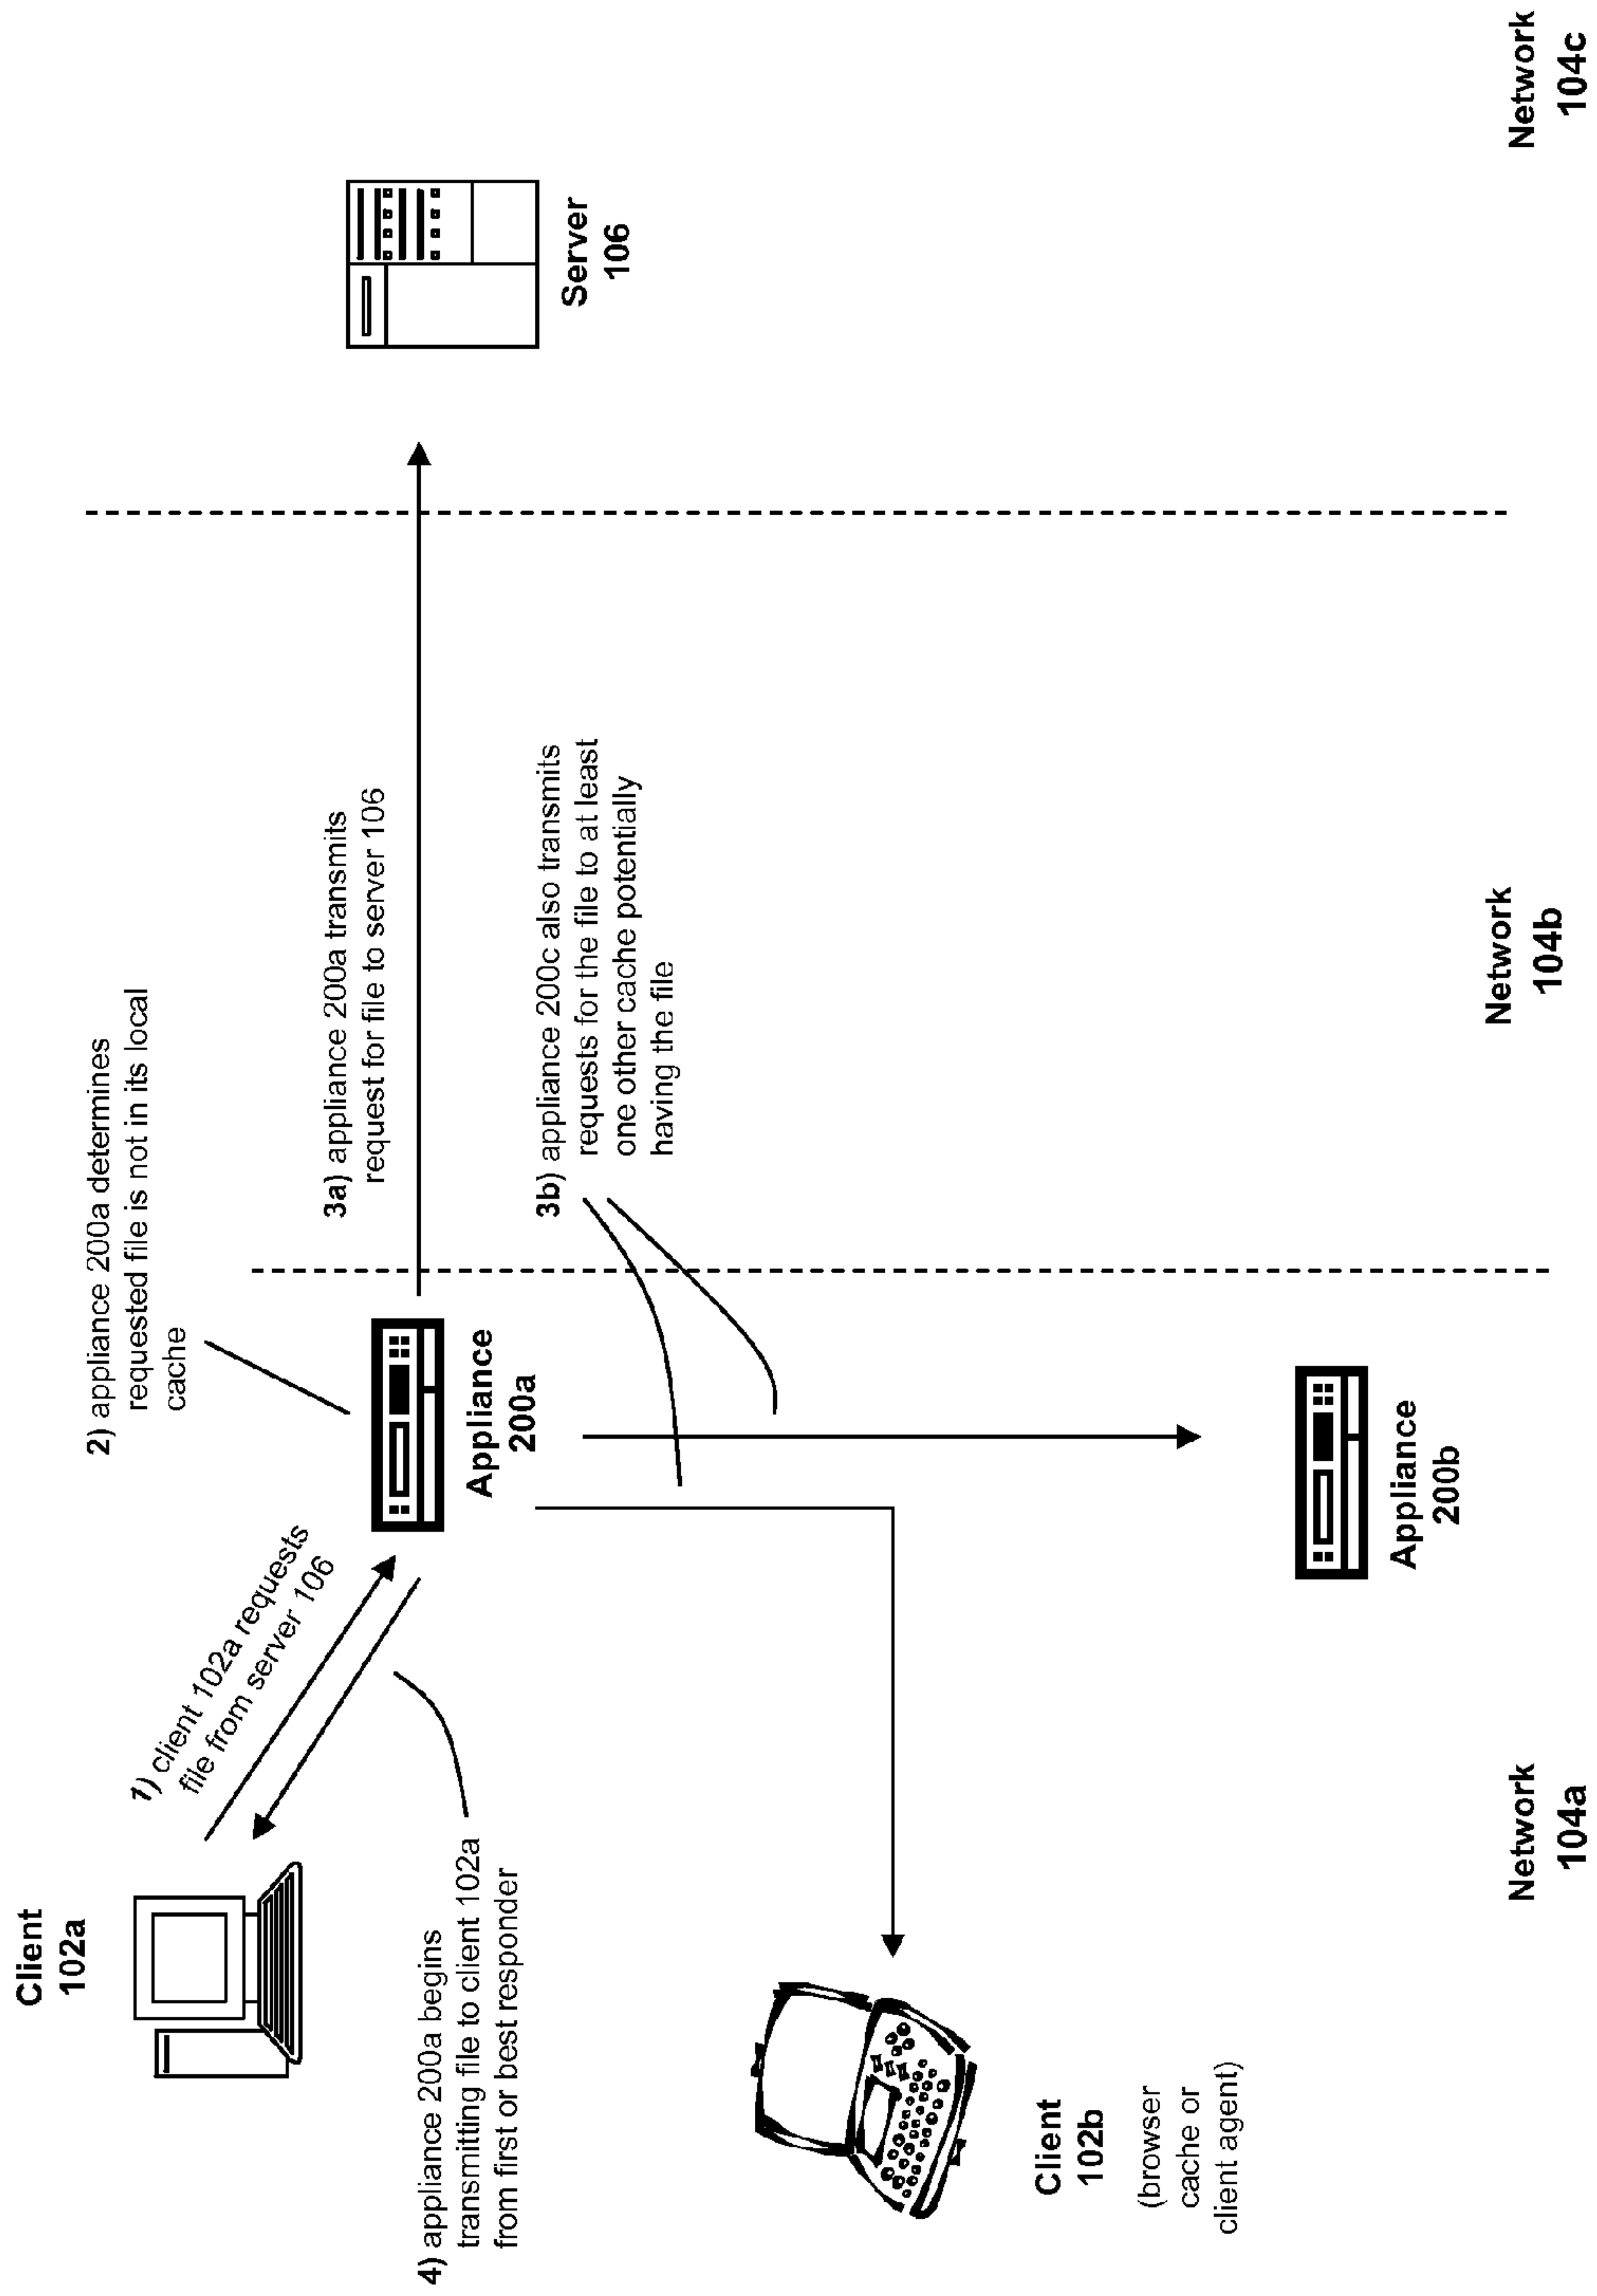 Client
102a
1) client 102a requests
file from server 106
2) appliance 200a determines
requested file is not in its local
cache
Appliance
200a
3a) appliance 200a transmits
request for file to server 106
Server
106
4) appliance 200a begins
transmitting file to client 102a
from first or best responder
3b) appliance 200c also transmits
requests for the file to at least
one other cache potentially
having the file
Client
102b
(browser
cache or
client agent)
Appliance
200b
Network
104a
Network
104b
Network
104c